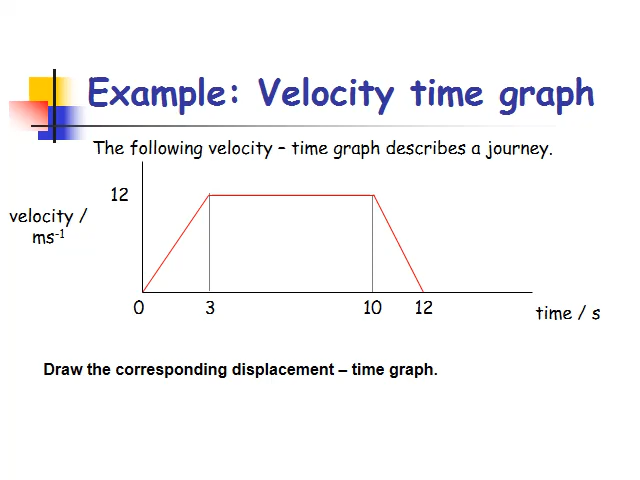 Example: Velocity time graph
The following velocity – time graph describes a journey.
12
velocity /
ms-1
0 3 10 12
time / s
Draw the corresponding displacement – time graph.